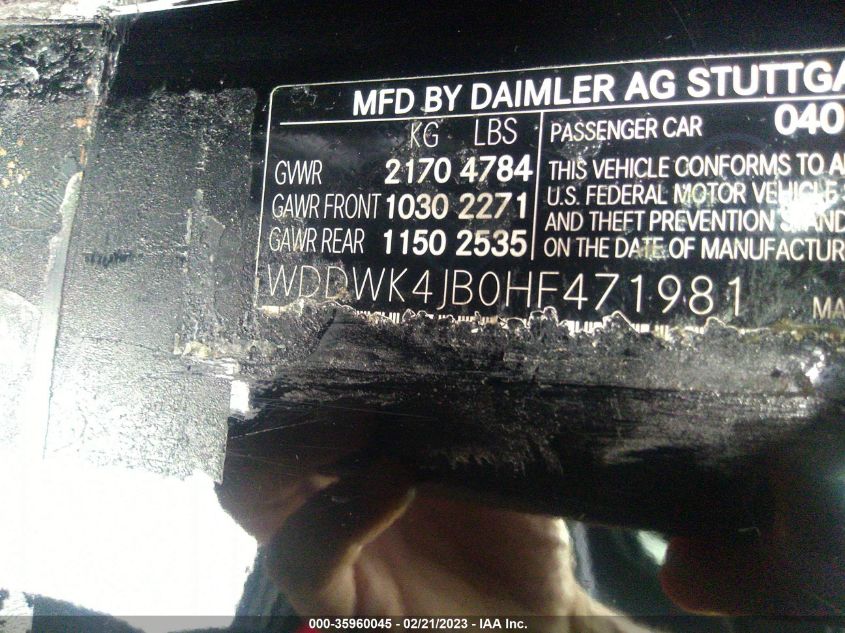 MFD BY DAIMLER AG STUTTGA
KG LBS
GVWR 2170 4784
GAWR FRONT 1030 2271
GAWR REAR 1150 2535
PASSENGER CAR 040
THIS VEHICLE CONFORMS TO A
U.S. FEDERAL MOTOR VEHICLE S
AND THEFT PREVENTION STAND
ON THE DATE OF MANUFACTUR
WDDWK4JB0HF471981 MA
000-35960045 - 02/21/2023 - IAA Inc.